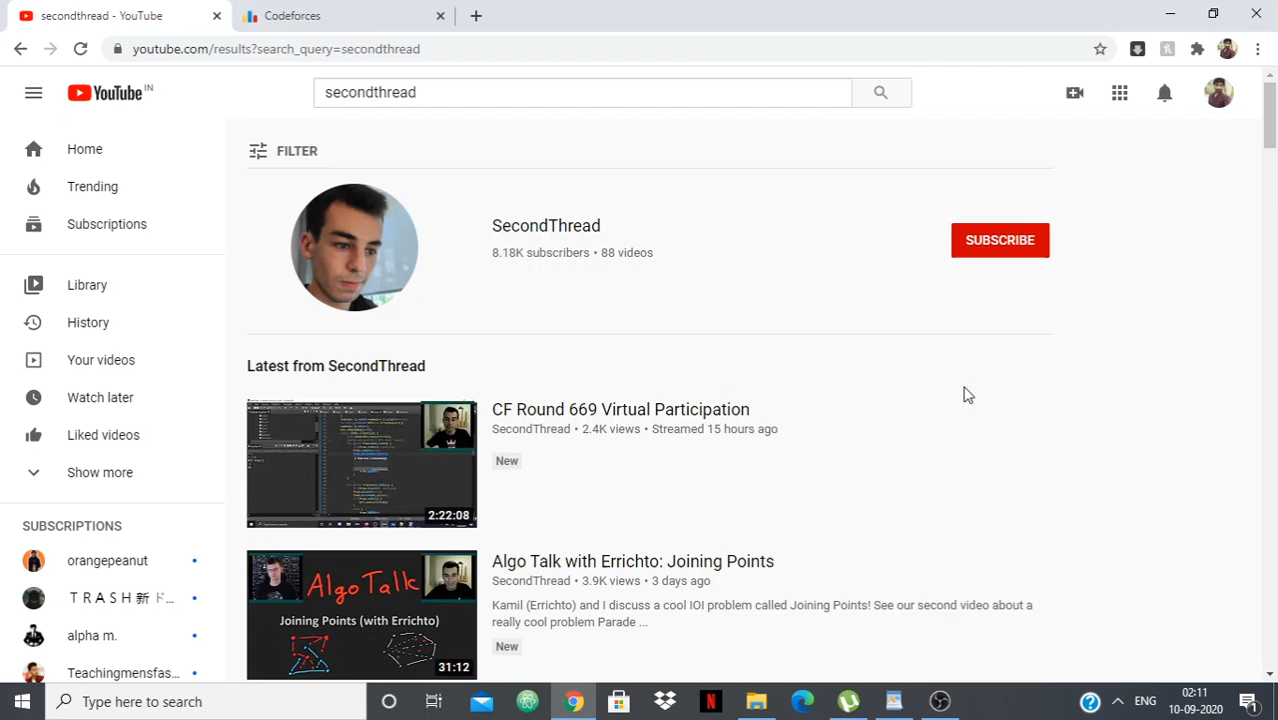 secondthread - YouTube
Codeforces
youtube.com/results?search_query=secondthread
YouTube IN
secondthread
Home
Trending
Subscriptions
Library
History
Your videos
Watch later
Liked videos
Show more
SUBSCRIPTIONS
orangepeanut
T R A S H 新 ド...
alpha m.
Teachingmensfas...
FILTER
SecondThread
8.18K subscribers • 88 videos
SUBSCRIBE
Latest from SecondThread
2:22:08
CF Round 669 Virtual Participation
SecondThread • 2.4K views • Streamed 15 hours ago
New
AlgoTalk
Joining Points (with Errichto)
31:12
Algo Talk with Errichto: Joining Points
SecondThread • 3.9K views • 3 days ago
Kamil (Errichto) and I discuss a cool IOI problem called Joining Points! See our second video about a
really cool problem Parade ...
New
Type here to search
ENG
02:11
10-09-2020
1